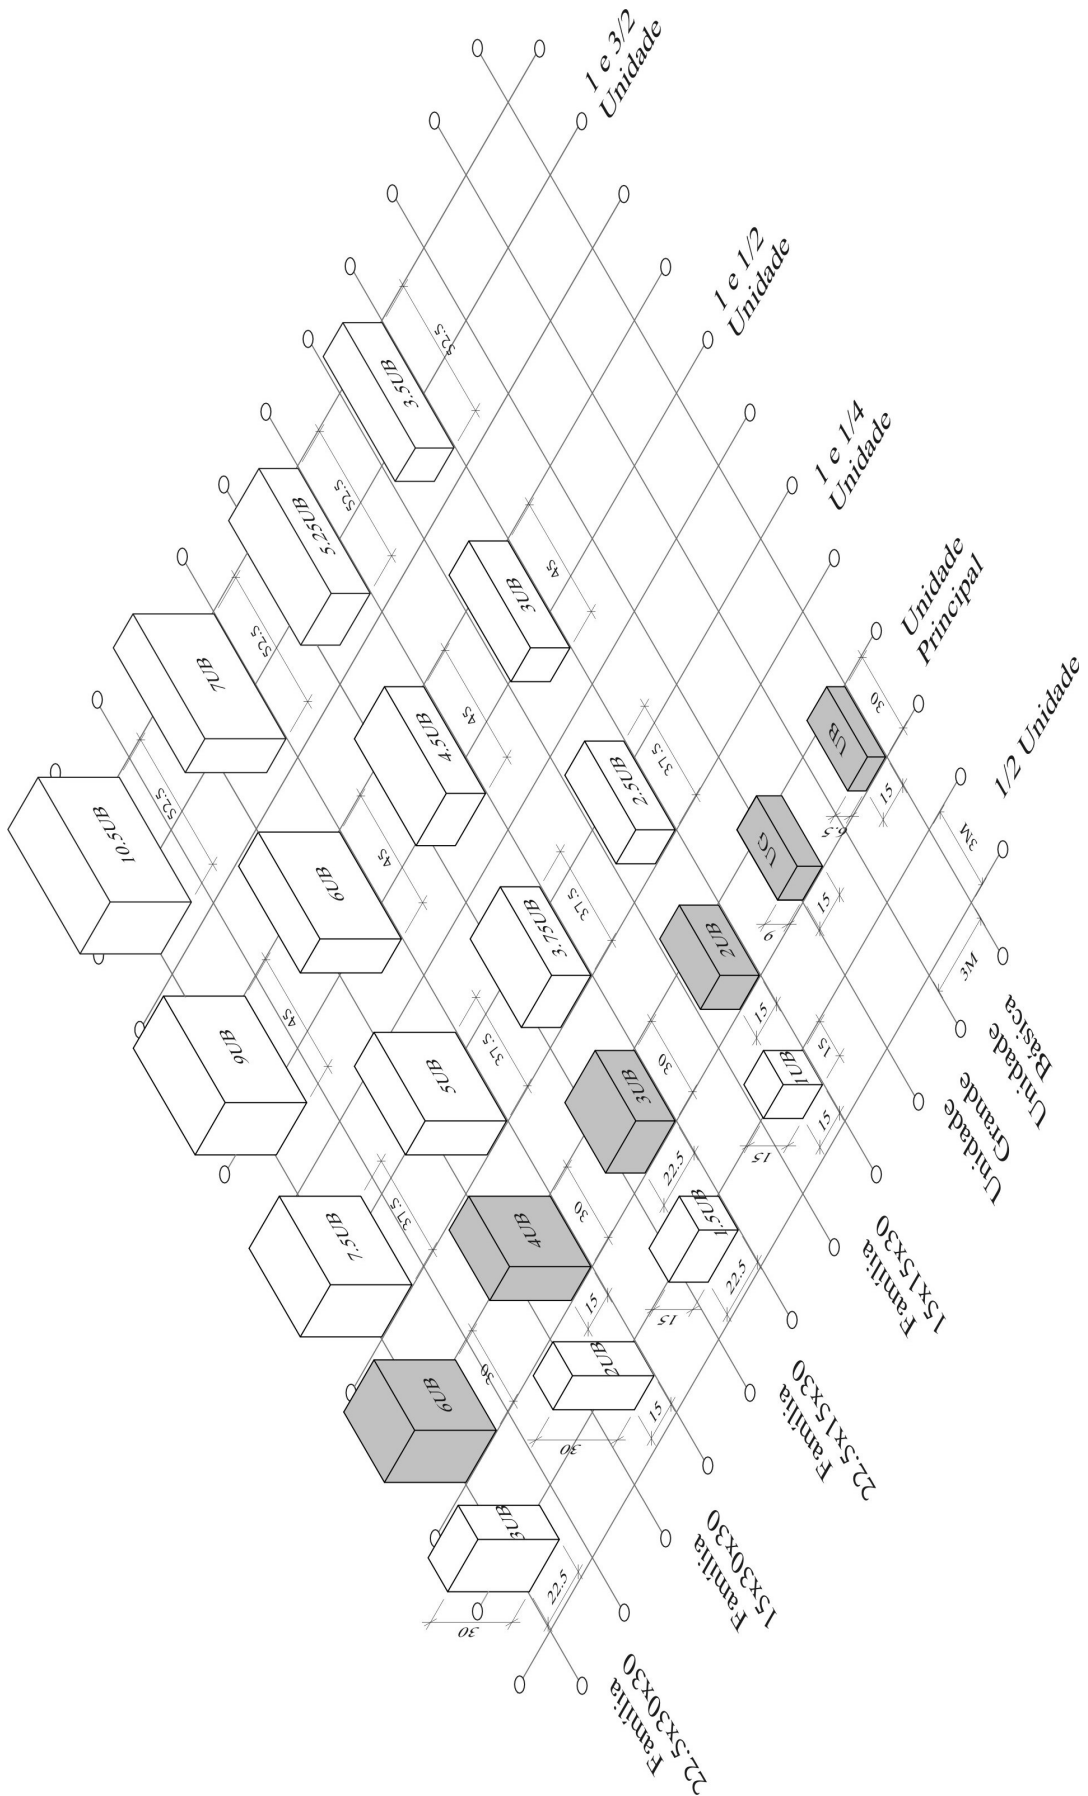 1 e 3/2
Unidade
1 e 1/2
Unidade
1 e 1/4
Unidade
Unidade
Principal
1/2 Unidade
3.5UB
52.5
5.25UB
52.5
7UB
52.5
10.5UB
52.5
3UB
45
4.5UB
45
6UB
45
9UB
45
2.5UB
37.5
3.75UB
37.5
5UB
37.5
7.5UB
37.5
UB
30
15
6.5
UG
15
9
2UB
15
3UB
30
22.5
4UB
30
15
6UB
30
1UB
15
15
15
1.5UB
22.5
15
2UB
15
30
3UB
22.5
30
3M
3M
Unidade
Básica
Unidade
Grande
Família
15x15x30
Família
22.5x15x30
Família
15x30x30
Família
22.5x30x30